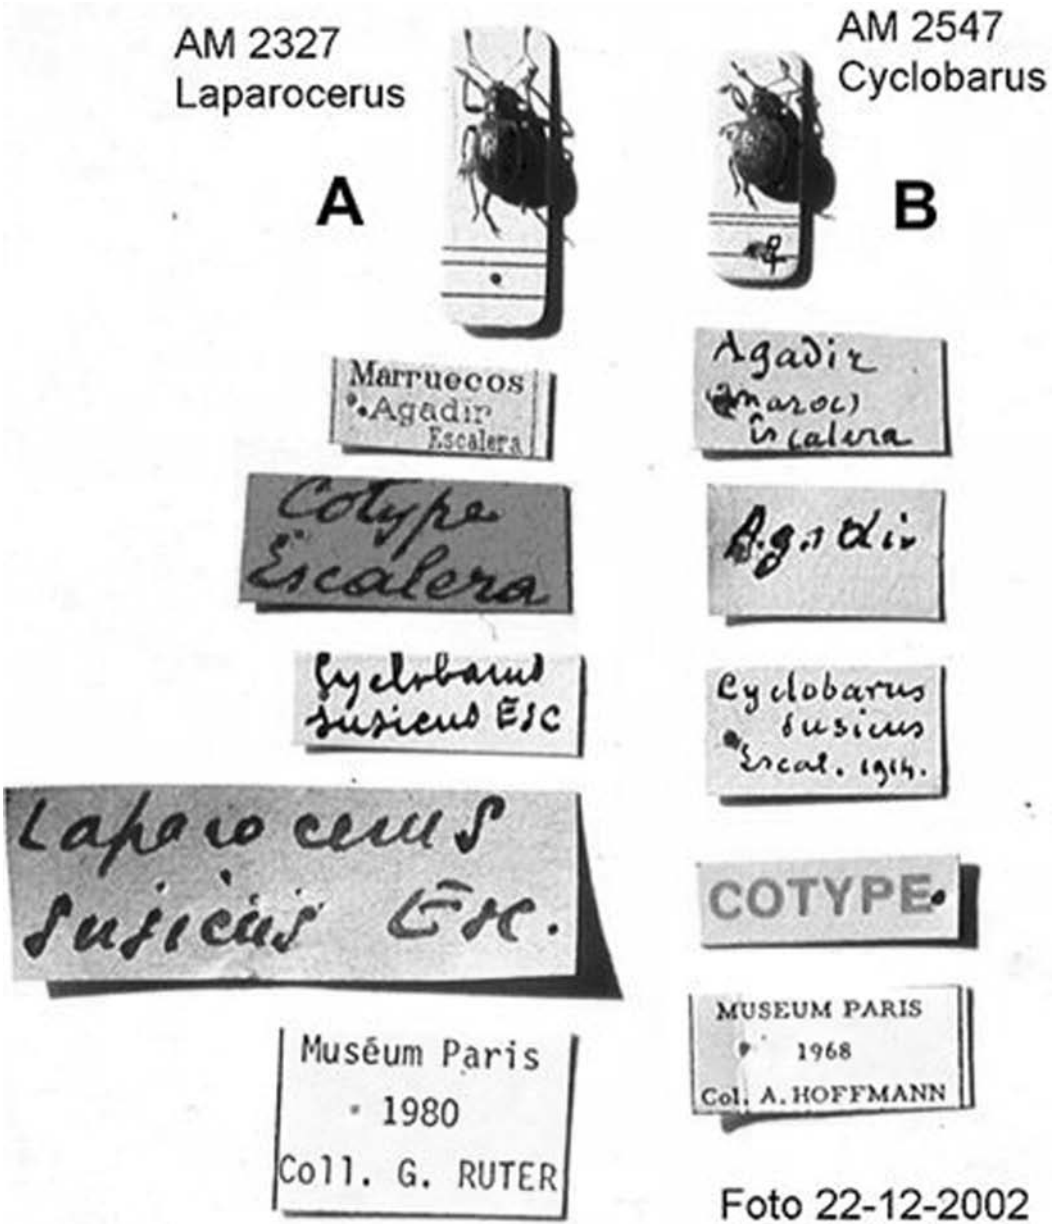 AM 2327
Laparocerus
A
Marruecos
Agadir
Escalera
Cotype
Escalera
Cyclobarus
susicus Esc
Laparocerus
susicus Esc.
Muséum Paris
1980
Coll. G. RUTER
AM 2547
Cyclobarus
B
♀
Agadir
(maroc)
Escalera
Agadir
Cyclobarus
susicus
Escal. 1914.
COTYPE
MUSEUM PARIS
1968
Col. A. HOFFMANN
Foto 22-12-2002